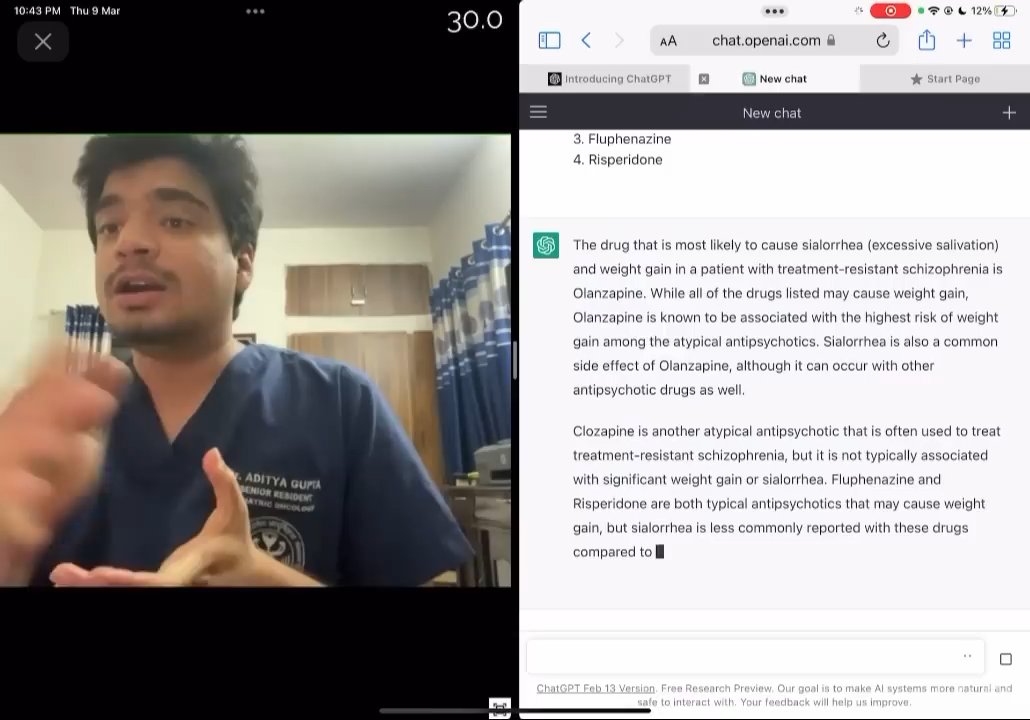 10:43 PM Thu 9 Mar
30.0
DR. ADITYA GUPTA
SENIOR RESIDENT
ONCOLOGY
12%
AA
chat.openai.com
Introducing ChatGPT
New chat
Start Page
New chat
3. Fluphenazine
4. Risperidone
The drug that is most likely to cause sialorrhea (excessive salivation)
and weight gain in a patient with treatment-resistant schizophrenia is
Olanzapine. While all of the drugs listed may cause weight gain,
Olanzapine is known to be associated with the highest risk of weight
gain among the atypical antipsychotics. Sialorrhea is also a common
side effect of Olanzapine, although it can occur with other
antipsychotic drugs as well.
Clozapine is another atypical antipsychotic that is often used to treat
treatment-resistant schizophrenia, but it is not typically associated
with significant weight gain or sialorrhea. Fluphenazine and
Risperidone are both typical antipsychotics that may cause weight
gain, but sialorrhea is less commonly reported with these drugs
compared to
ChatGPT Feb 13 Version. Free Research Preview. Our goal is to make AI systems more natural and
safe to interact with. Your feedback will help us improve.